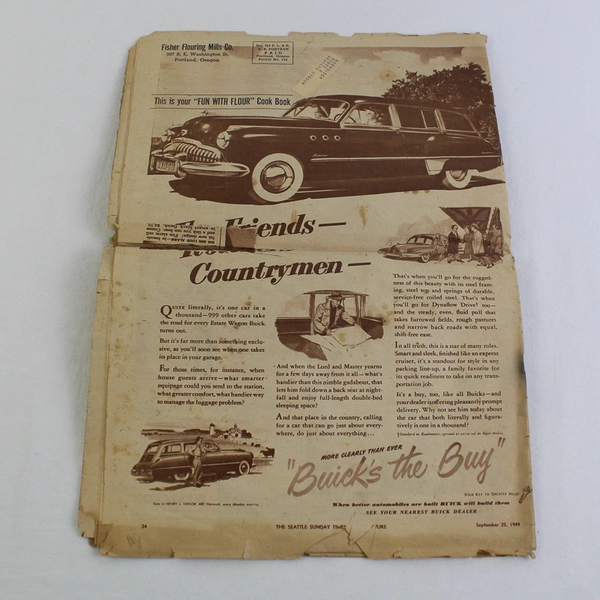 Fisher Flouring Mills Co.
Portland, Oregon
PAID
Portland, Oregon
This is your "FUN WITH FLOUR" Cook Book
Friends—
Countrymen—
QUITE literally, it's one car in a
thousand—999 other cars take
the road for every Estate Wagon Buick
turns out.
But it's far more than something exclu-
sive, as you'll soon see when one takes
its place in your garage.
For those times, for instance, when
house guests arrive—what smarter
equipage could you send to the station,
what greater comfort, what handier way
to manage the luggage problem?
And when the Lord and Master yearns
for a few days away from it all—what's
handier than this nimble gadabout, that
lets him fold down a back seat at night-
fall and enjoy full-length double-bed
sleeping space?
And that place in the country, calling
for a car that can go just about every-
where, do just about everything...
That's when you'll go for the rugged-
ness of this beauty with its steel fram-
ing, steel top and springs of durable,
service-free coiled steel. That's when
you'll go for Dynaflow Drive† too—
and the steady, even, fluid pull that
takes furrowed fields, rough pastures
and narrow back roads with equal,
shift-free ease.
In all truth, this is a star of many roles.
Smart and sleek, finished like an express
cruiser, it's a standout for style in any
parking line-up, a family favorite for
its quick readiness to take on any trans-
portation job.
It's a buy, too, like all Buicks—and
your dealer is offering pleasantly prompt
delivery. Why not see him today about
the car that both literally and figura-
tively is one in a thousand?
MORE CLEARLY THAN EVER
"Buick's the Buy"
YOUR KEY TO GREATER VALUE
When better automobiles are built BUICK will build them
SEE YOUR NEAREST BUICK DEALER
24
THE SEATTLE SUNDAY
September 25, 1949